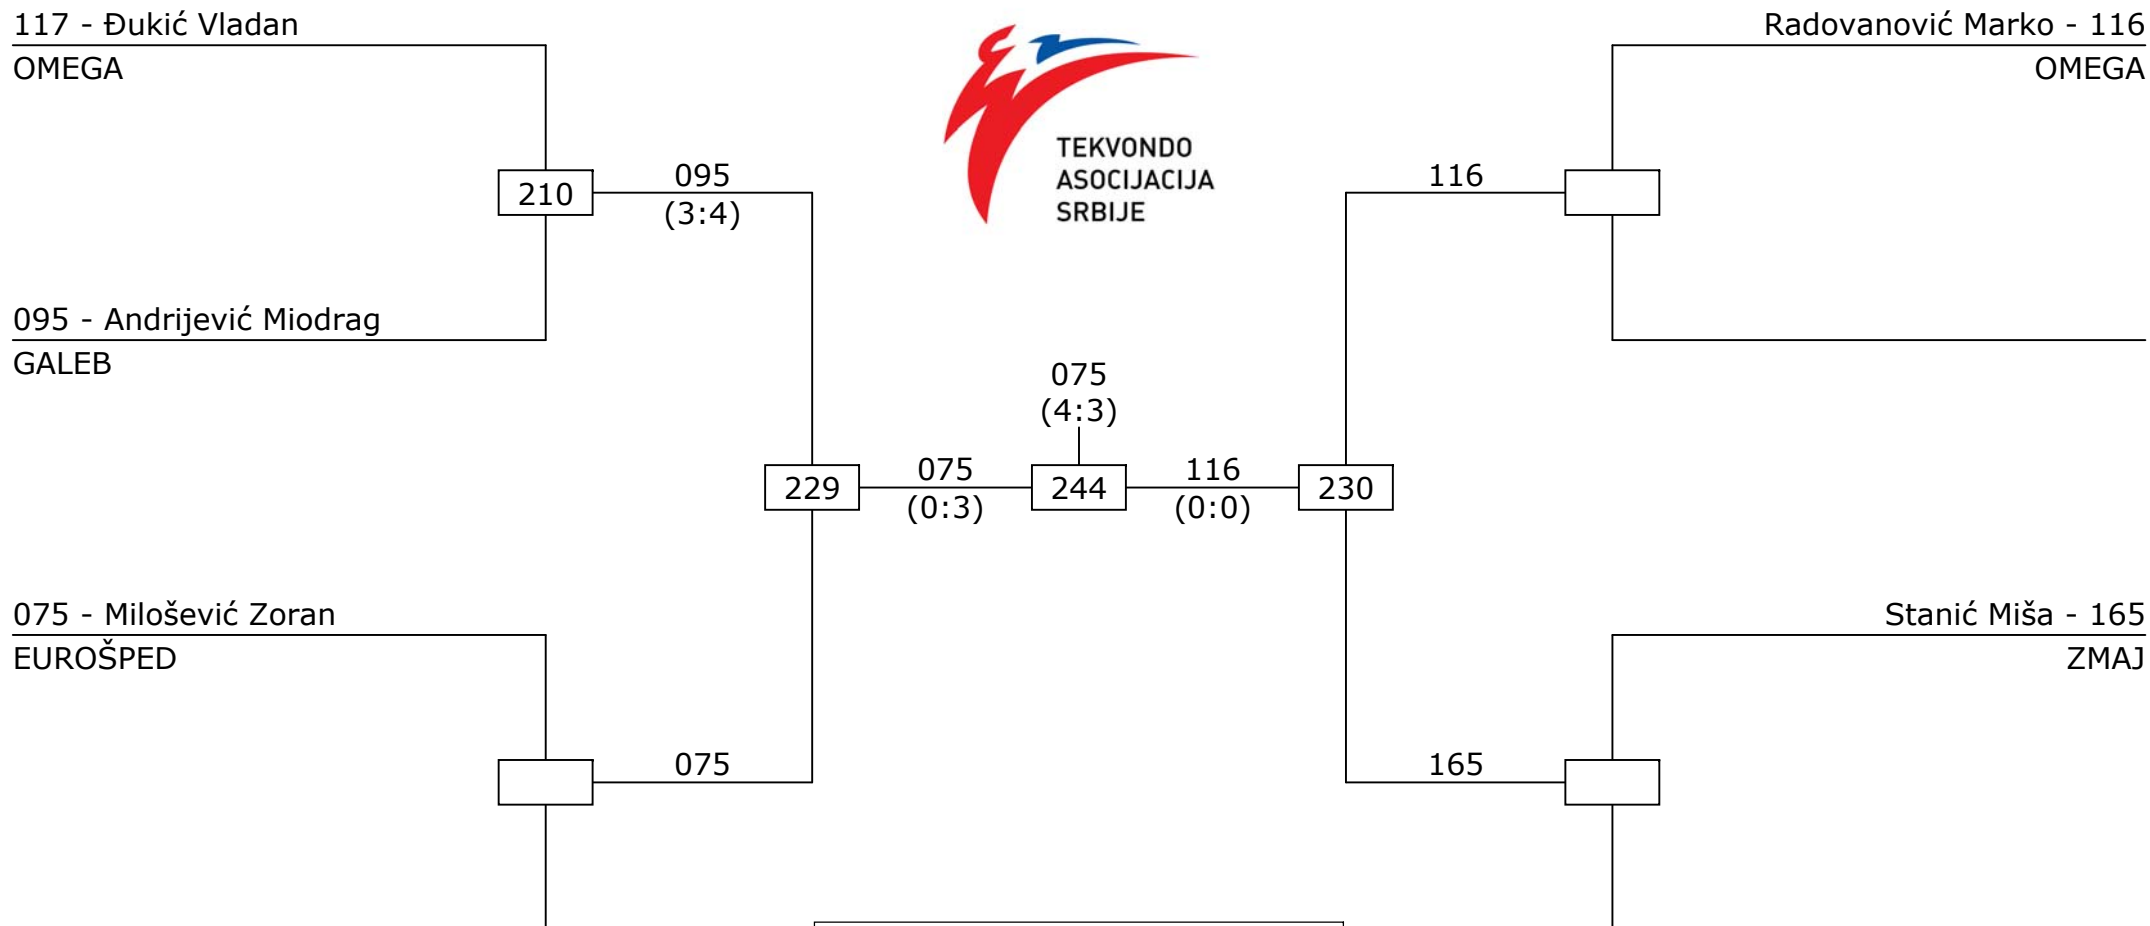 117 - Đukić Vladan
OMEGA
Radovanović Marko - 116
OMEGA
TEKVONDO
ASOCIJACIJA
SRBIJE
210
095
(3:4)
116
095 - Andrijević Miodrag
GALEB
075
(4:3)
229
075
(0:3)
244
116
(0:0)
230
075 - Milošević Zoran
EUROŠPED
Stanić Miša - 165
ZMAJ
075
165